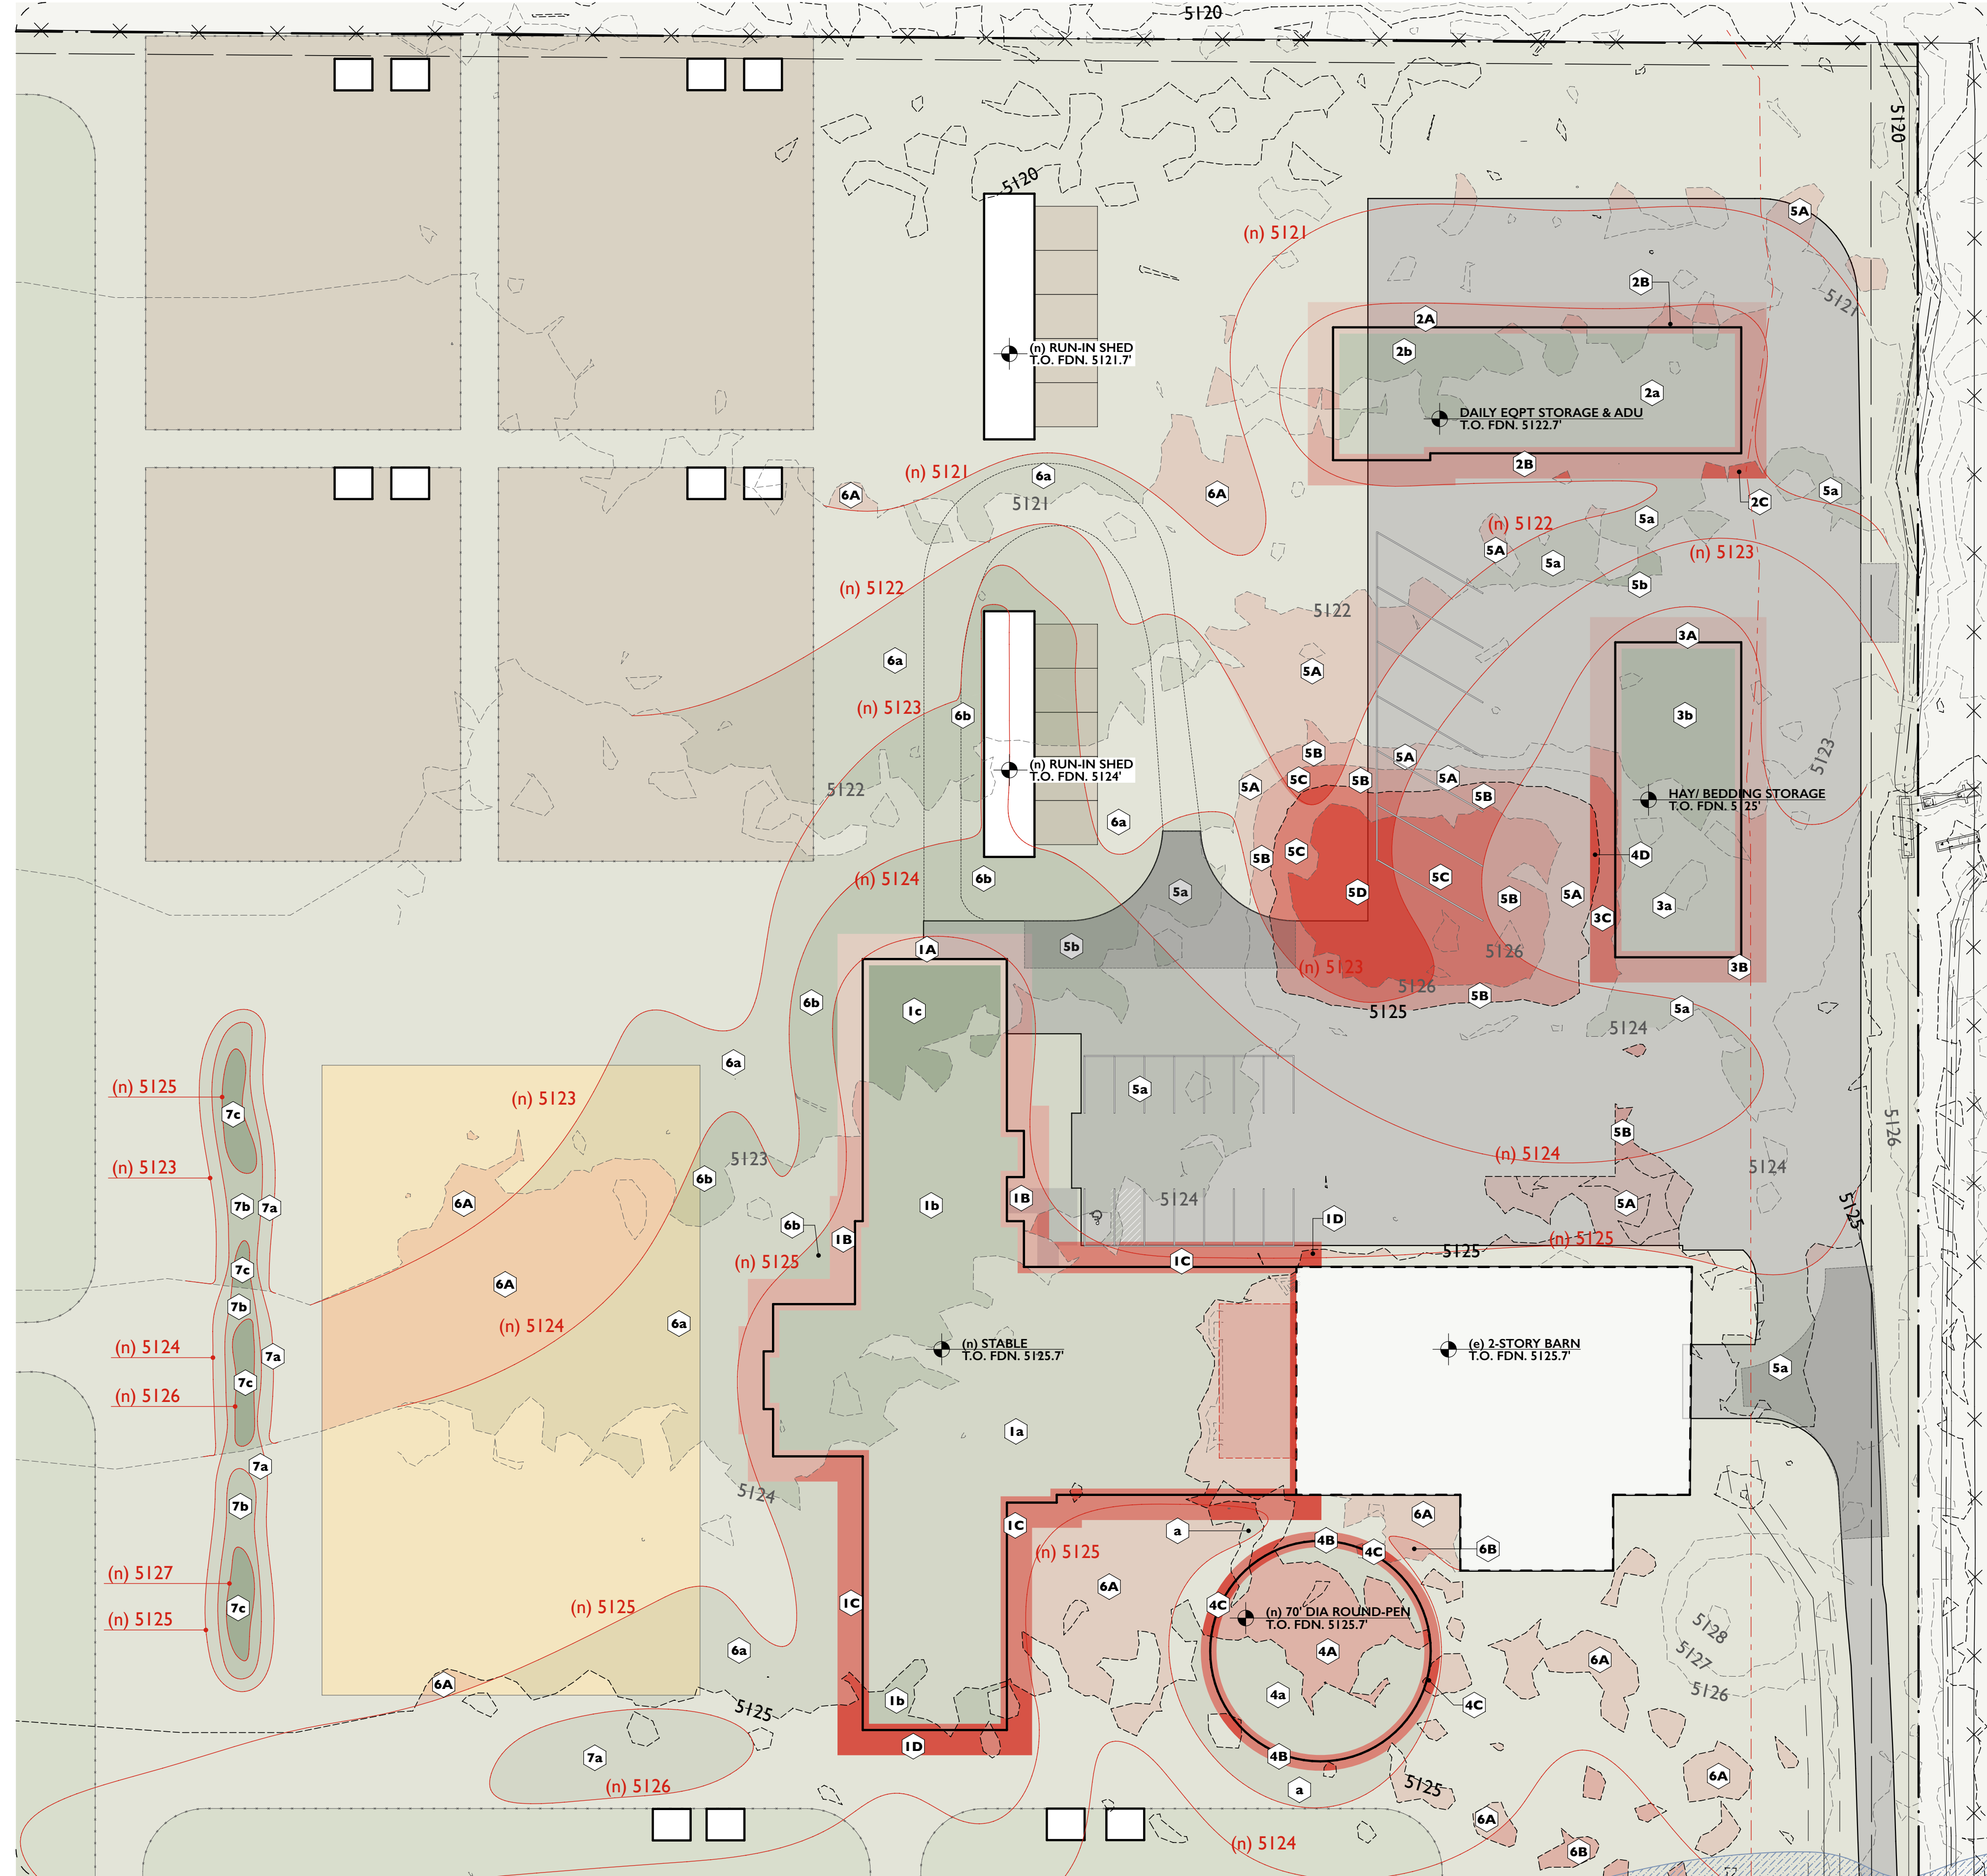 5120
5120
5120
5A
(n) 5121
2B
5121
2A
(n) RUN-IN SHED
T.O. FDN. 5121.7'
2b
2a
DAILY EQPT STORAGE & ADU
T.O. FDN. 5122.7'
2B
(n) 5121
6a
6A
6A
5121
5a
2C
5a
(n) 5122
5A
(n) 5123
5a
5b
(n) 5122
5122
3A
6a
5A
(n) 5123
6b
3b
5B
5A
5123
(n) RUN-IN SHED
T.O. FDN. 5124'
5C
5B
5A
5A
5B
5122
HAY/ BEDDING STORAGE
T.O. FDN. 5125'
6a
5B
5C
4D
(n) 5124
6b
5a
5D
5C
5B
5A
3a
3C
1A
5b
5126
(n) 5123
3B
5126
5B
6b
1c
5125
5a
5124
6a
(n) 5125
5a
(n) 5123
7c
5126
5B
5123
(n) 5124
(n) 5123
6b
5124
7b
7a
6A
1b
1B
5124
5A
6b
1B
1D
5125
(n) 5125
5125
(n) 5125
1C
7c
6A
7b
6a
(n) 5124
(n) 5124
7a
(n) STABLE
T.O. FDN. 5125.7'
(e) 2-STORY BARN
T.O. FDN. 5125.7'
5a
7c
(n) 5126
1a
7a
5124
7b
1C
a
6A
4B
4C
6B
(n) 5125
(n) 5127
6A
7c
1C
4C
(n) 5125
(n) 5125
(n) 70' DIA ROUND-PEN
T.O. FDN. 5125.7'
5128
6a
4A
5127
6A
6A
4a
5126
1b
4C
5125
1D
7a
4B
(n) 5126
a
5125
6A
6A
(n) 5124
6B